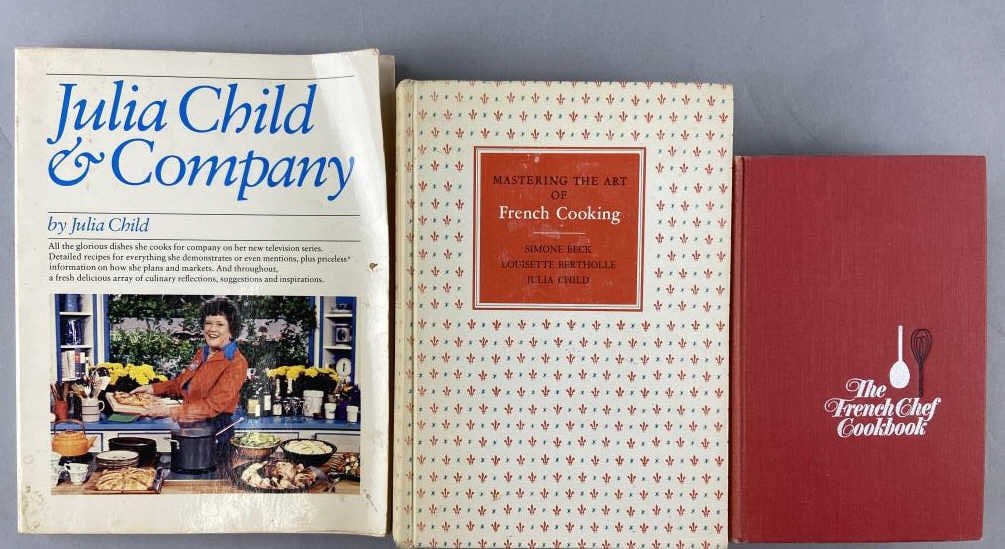 Julia Child
& Company
by Julia Child
All the glorious dishes she cooks for company on her new television series.
Detailed recipes for everything she demonstrates or even mentions, plus priceless
information on how she plans and markets. And throughout,
a fresh delicious array of culinary reflections, suggestions and inspirations.
MASTERING THE ART
OF
French Cooking
SIMONE BECK
LOUISETTE BERTHOLLE
JULIA CHILD
The
French Chef
Cookbook